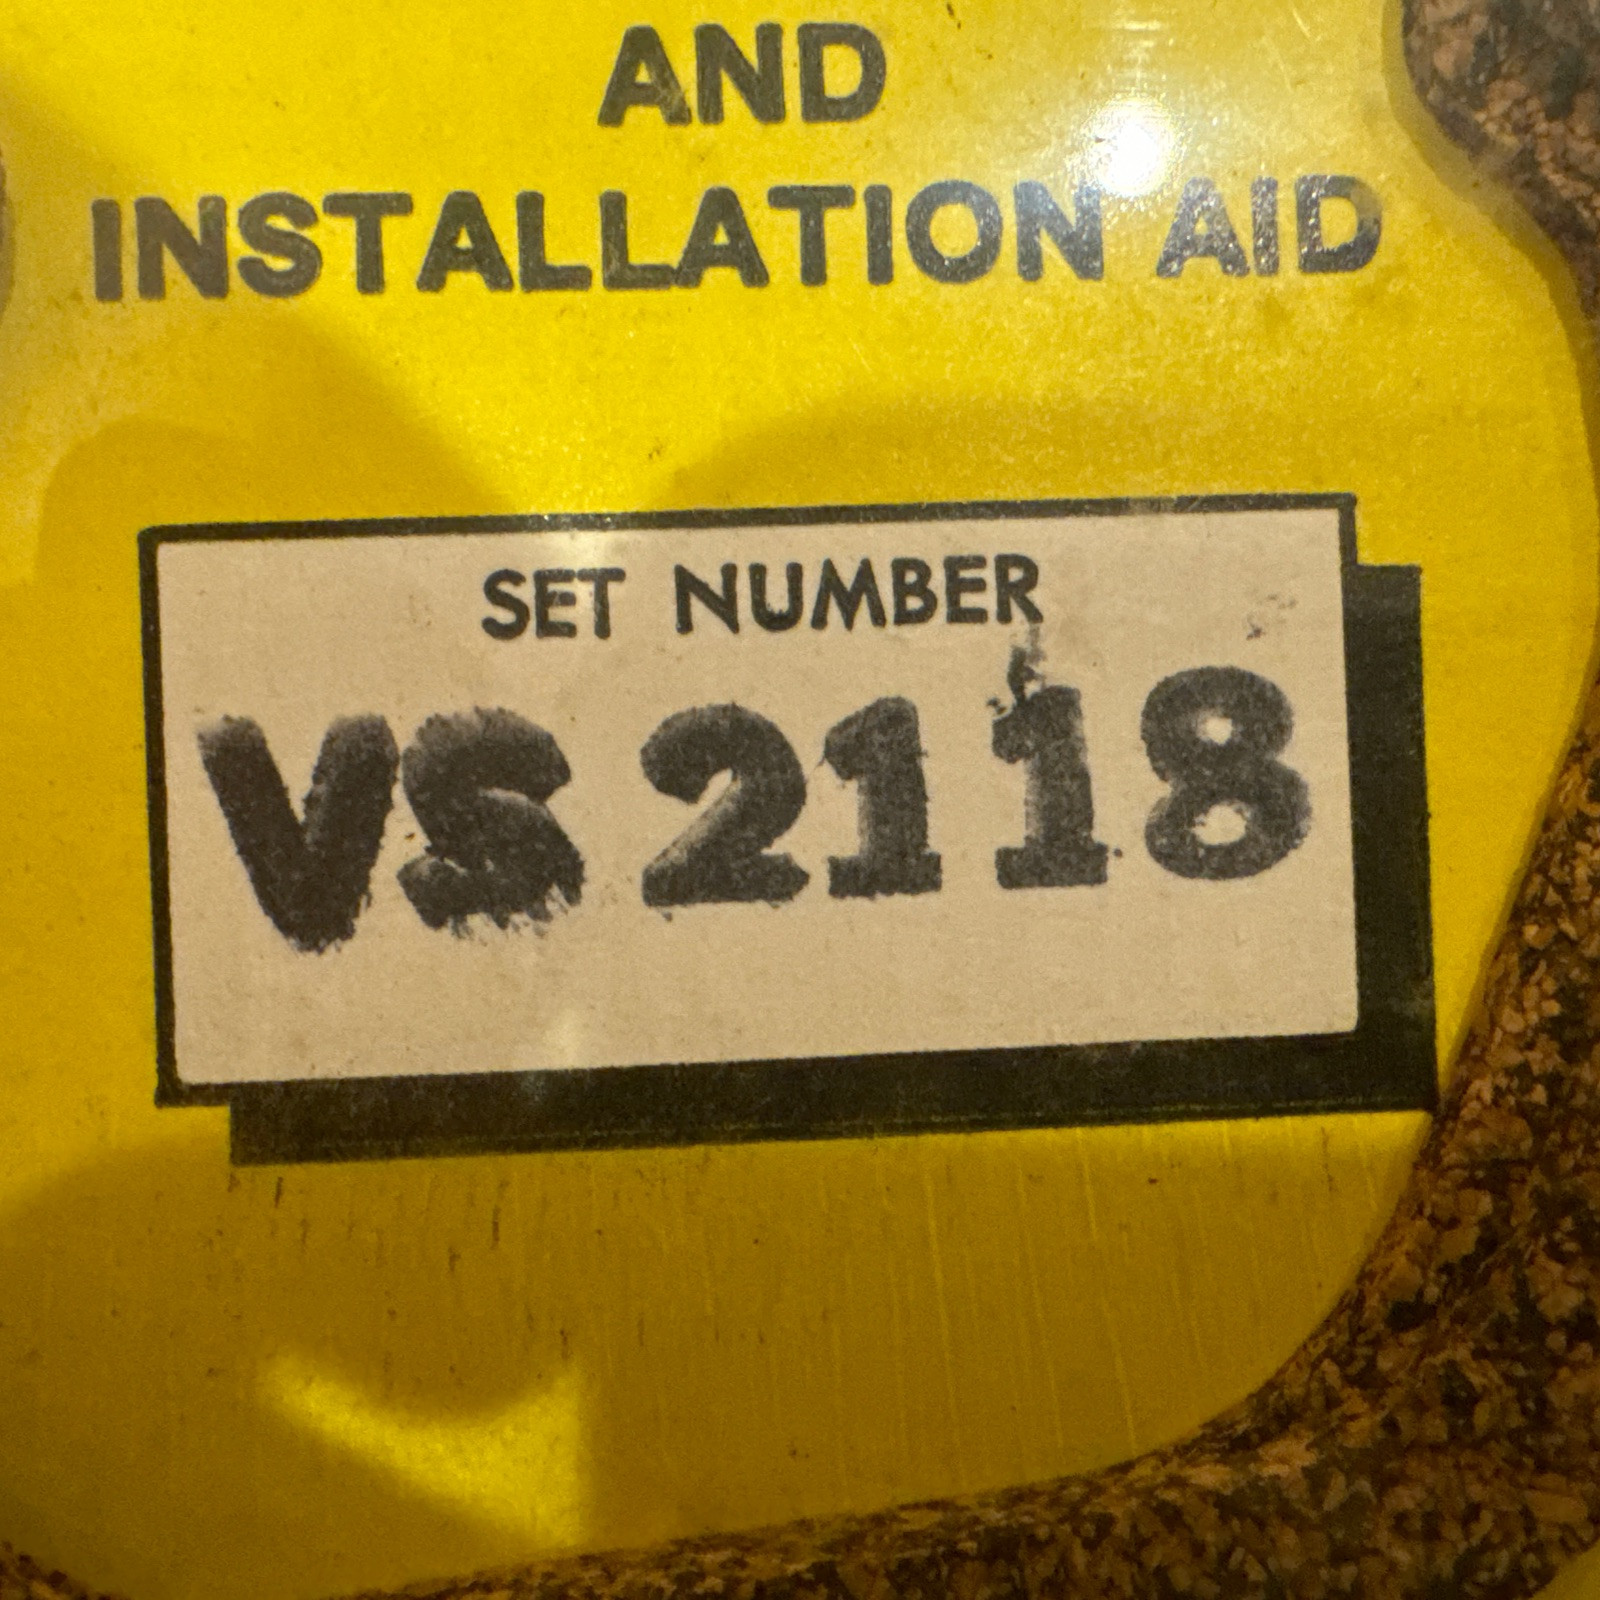 AND
INSTALLATION AID
SET NUMBER
VS 2118